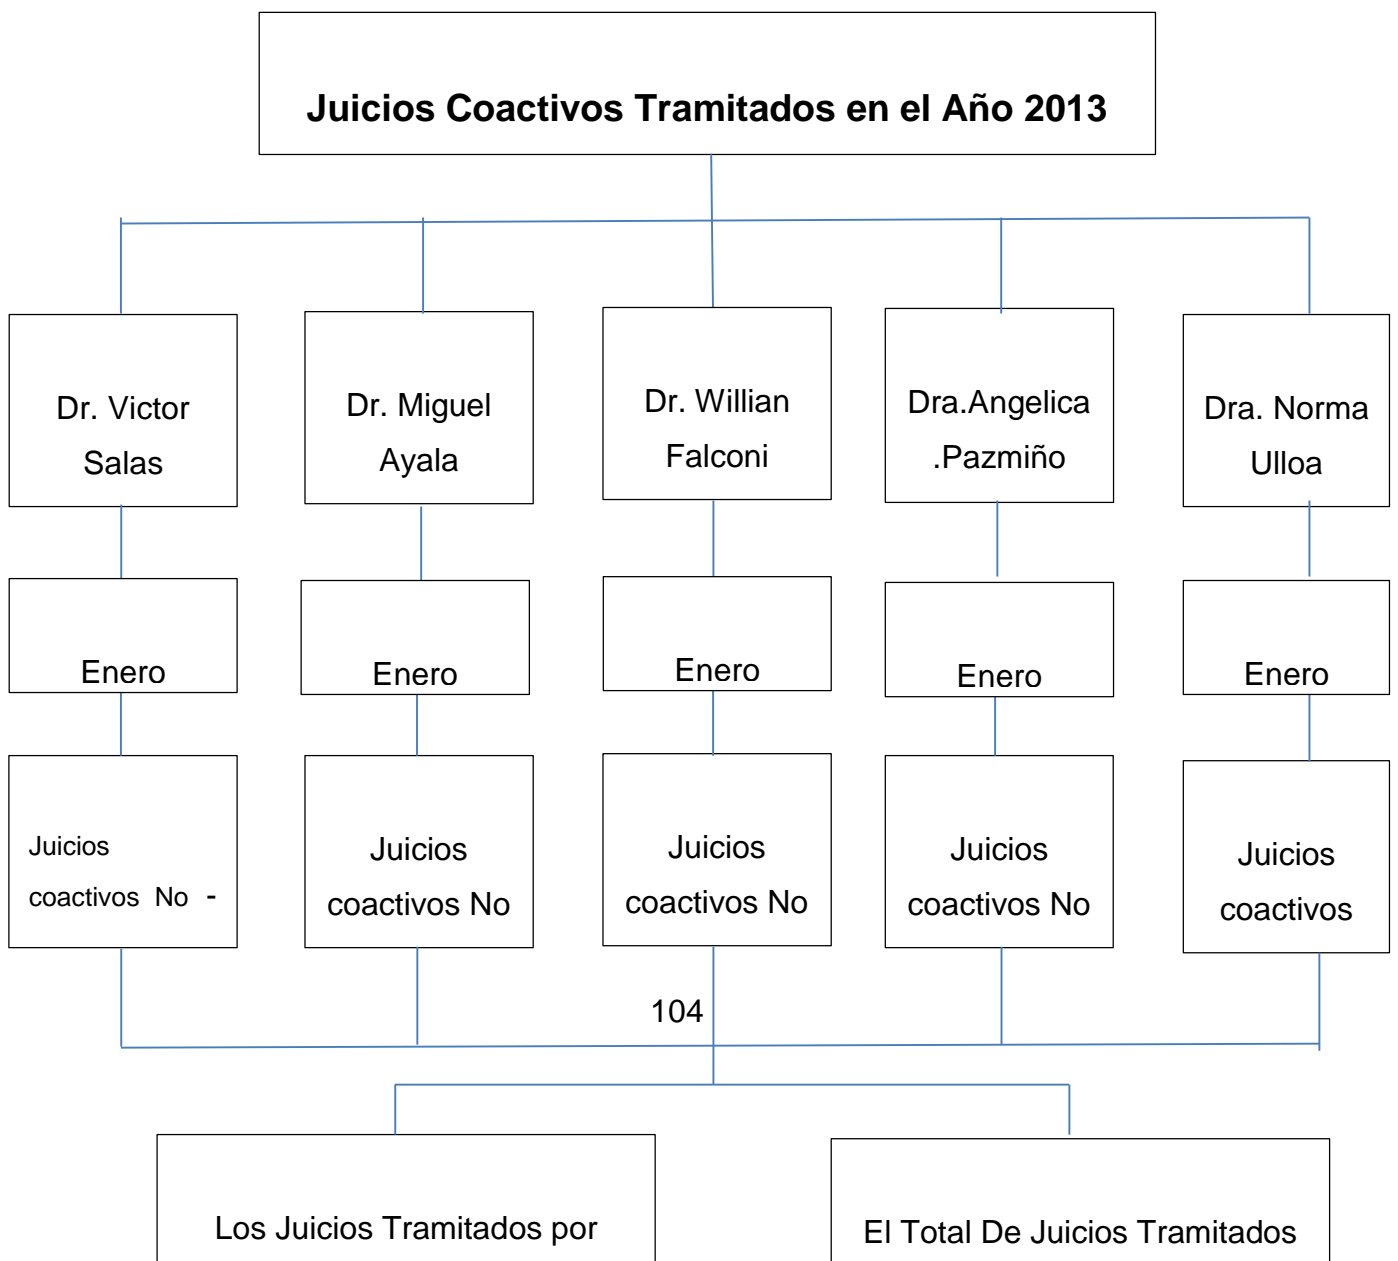 Juicios Coactivos Tramitados en el Año 2013
Dr. Victor
Salas
Dr. Miguel
Ayala
Dr. Willian
Falconi
Dra.Angelica
.Pazmiño
Dra. Norma
Ulloa
Enero
Enero
Enero
Enero
Enero
Juicios
coactivos No -
Juicios
coactivos No
Juicios
coactivos No
Juicios
coactivos No
Juicios
coactivos
104
Los Juicios Tramitados por
El Total De Juicios Tramitados